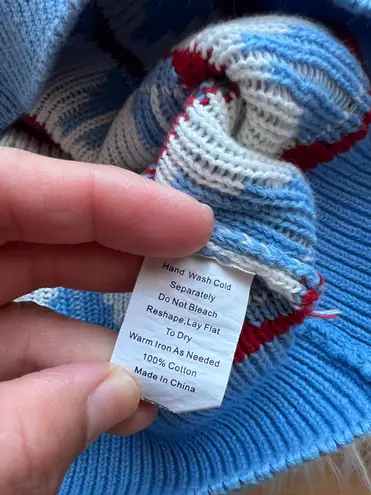 Hand Wash Cold
Separately
Do Not Bleach
Reshape,Lay Flat
To Dry
Warm Iron As Needed
100% Cotton
Made In China